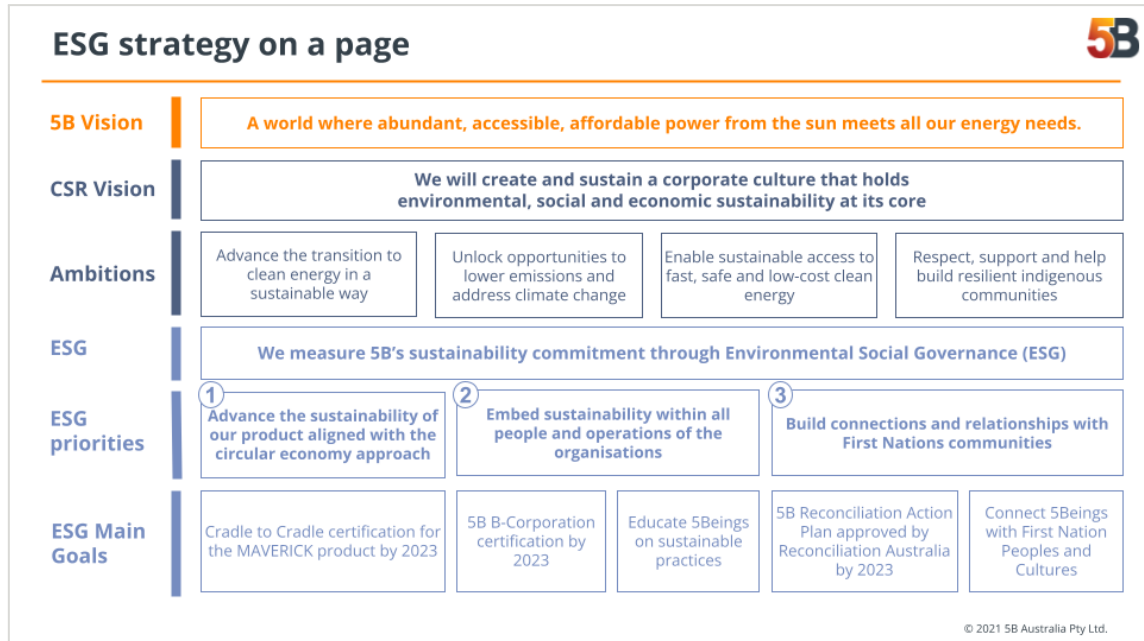 ESG strategy on a page
5B
5B Vision
A world where abundant, accessible, affordable power from the sun meets all our energy needs.
CSR Vision
We will create and sustain a corporate culture that holds
environmental, social and economic sustainability at its core
Ambitions
Advance the transition to
clean energy in a
sustainable way
Unlock opportunities to
lower emissions and
address climate change
Enable sustainable access to
fast, safe and low-cost clean
energy
Respect, support and help
build resilient indigenous
communities
ESG
We measure 5B’s sustainability commitment through Environmental Social Governance (ESG)
ESG
priorities
1
Advance the sustainability of
our product aligned with the
circular economy approach
2
Embed sustainability within all
people and operations of the
organisations
3
Build connections and relationships with
First Nations communities
ESG Main
Goals
Cradle to Cradle certification for
the MAVERICK product by 2023
5B B-Corporation
certification by
2023
Educate 5Beings
on sustainable
practices
5B Reconciliation Action
Plan approved by
Reconciliation Australia
by 2023
Connect 5Beings
with First Nation
Peoples and
Cultures
© 2021 5B Australia Pty Ltd.